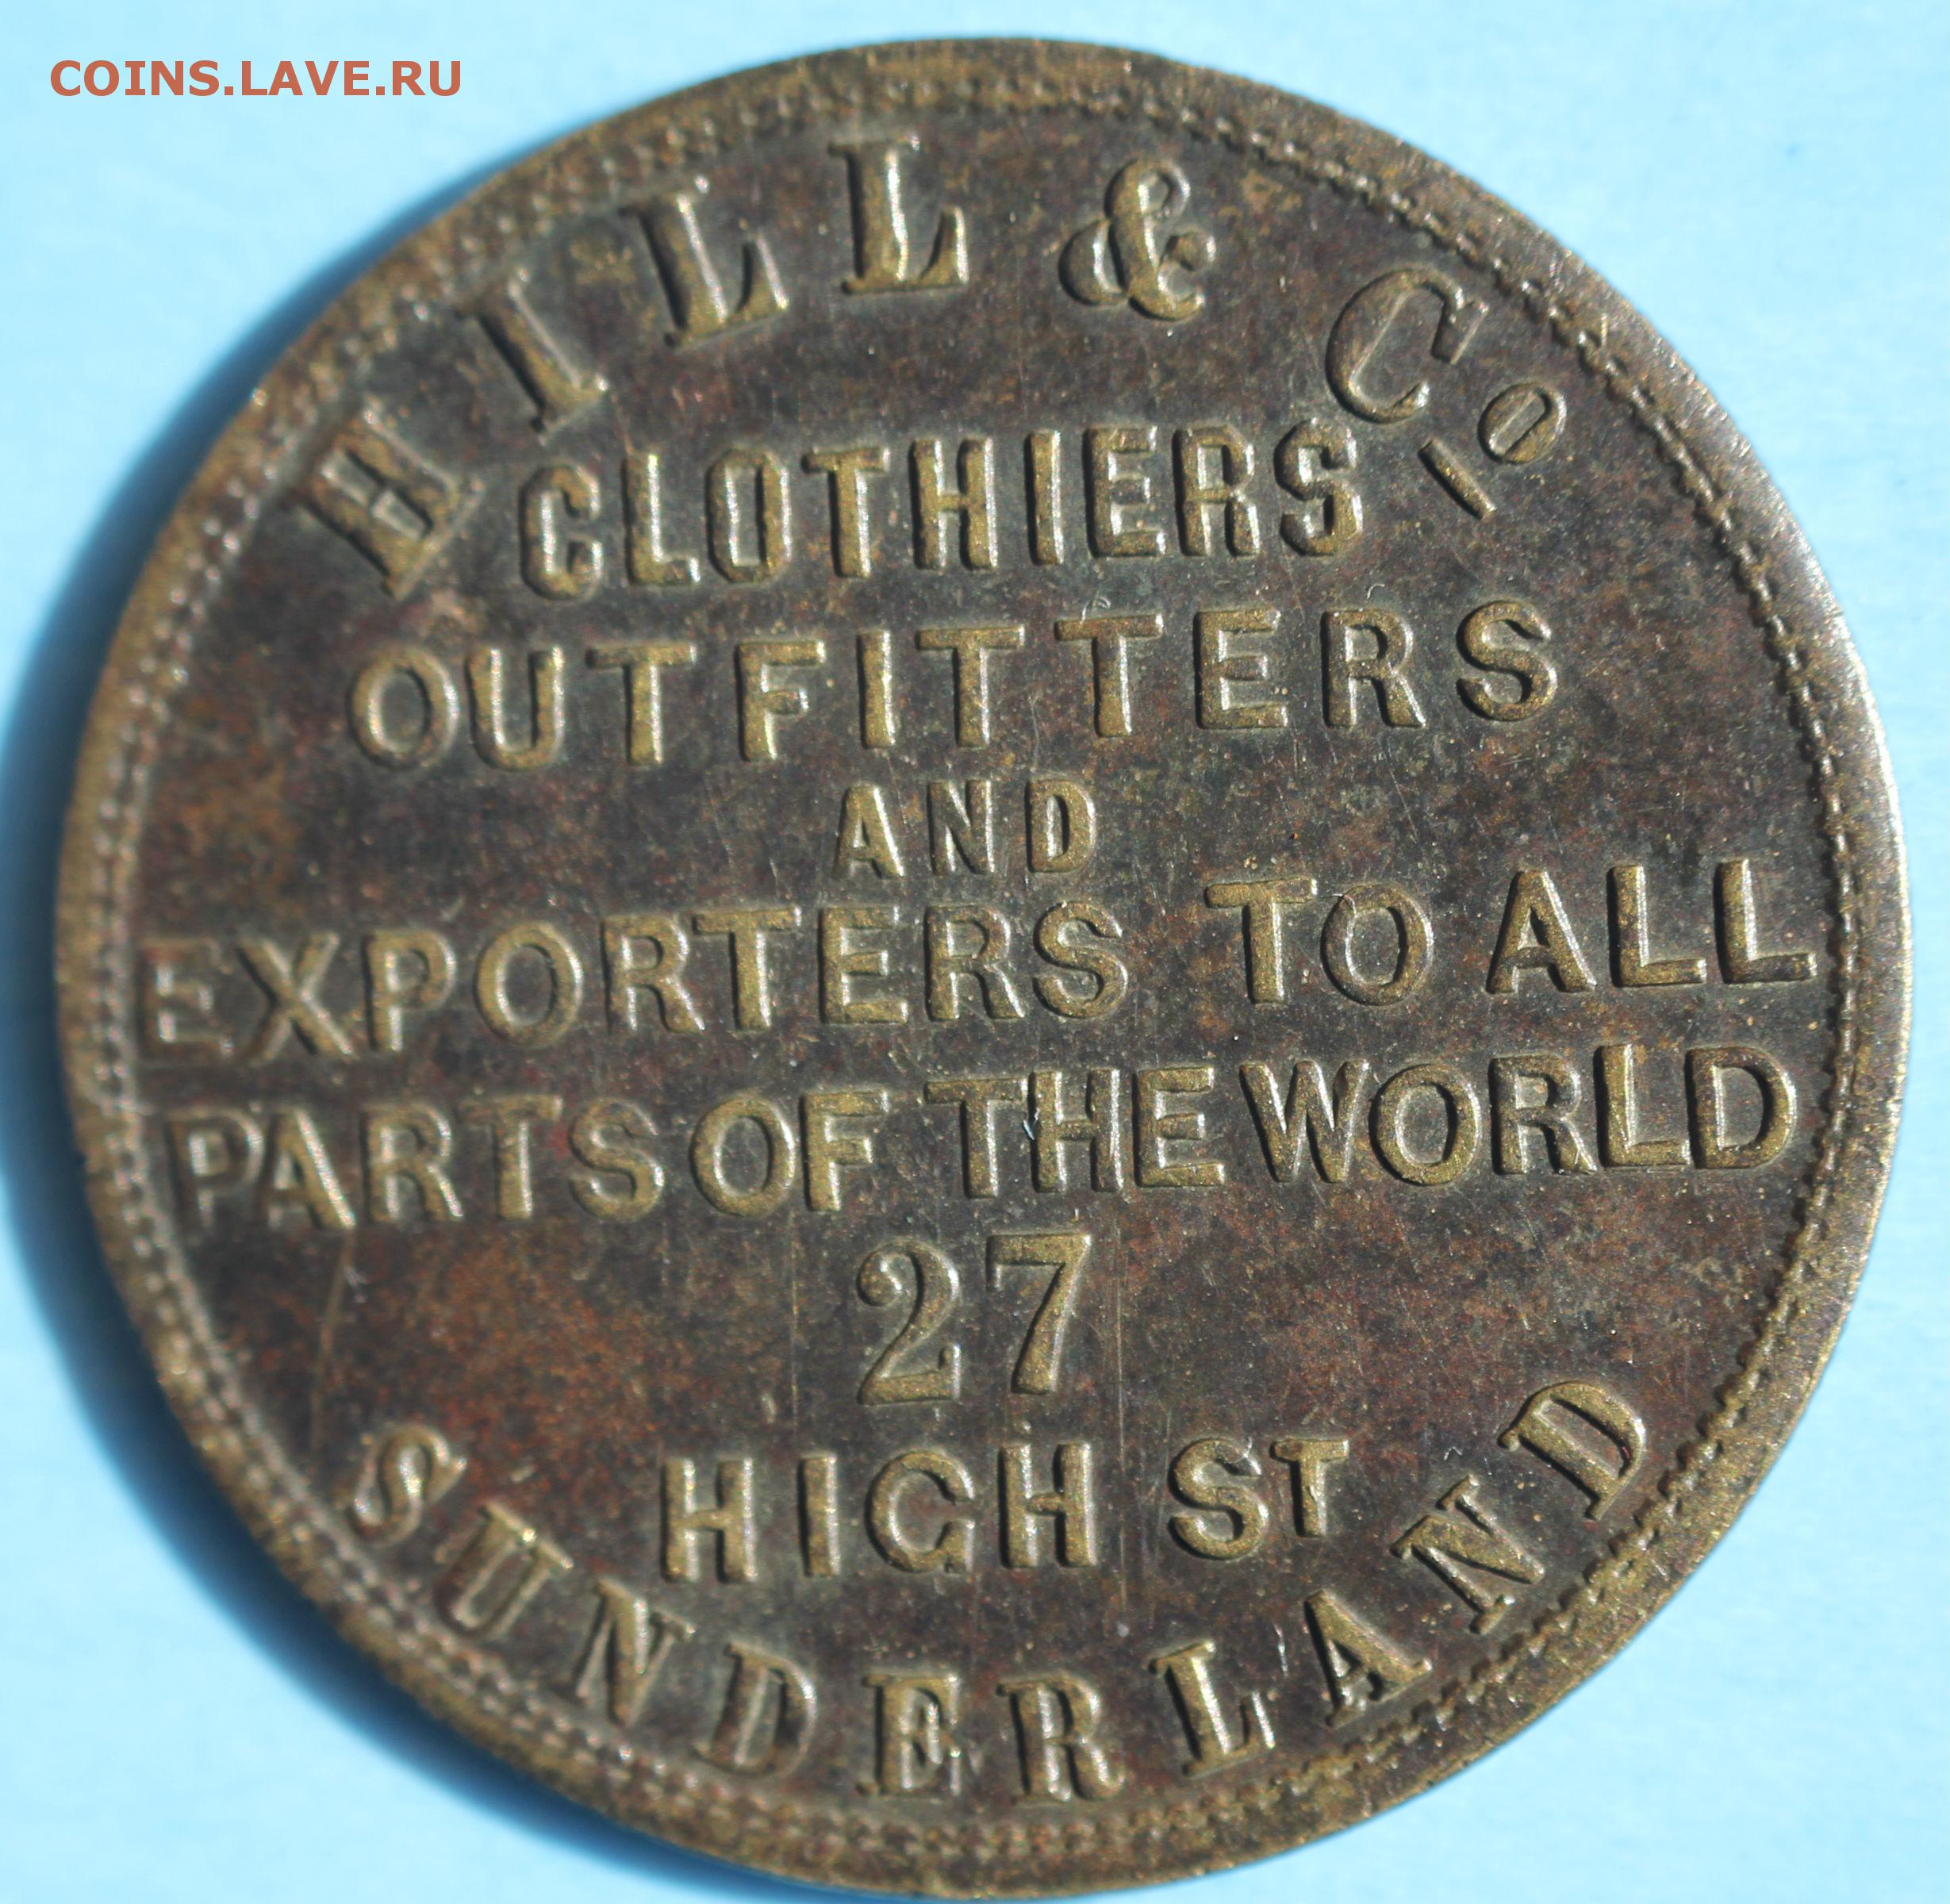 COINS.LAVE.RU
HILL & Co
CLOTHIERS
OUTFITTERS
AND
EXPORTERS TO ALL
PARTS OF THE WORLD
27
HIGH ST
SUNDERLAND